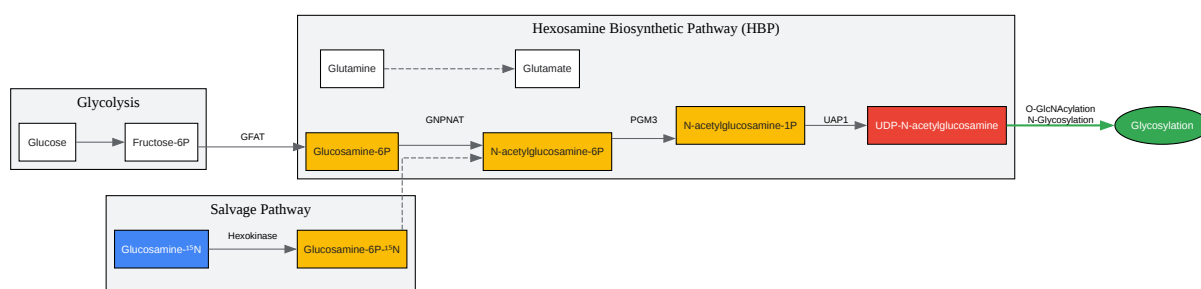 Hexosamine Biosynthetic Pathway (HBP)
Glutamine
Glutamate
Glycolysis
Glucose
Fructose-6P
GFAT
Glucosamine-6P
GNPNAT
N-acetylglucosamine-6P
PGM3
N-acetylglucosamine-1P
UAP1
UDP-N-acetylglucosamine
O-GlcNAcylation
N-Glycosylation
Glycosylation
Salvage Pathway
Glucosamine-¹⁵N
Hexokinase
Glucosamine-6P-¹⁵N